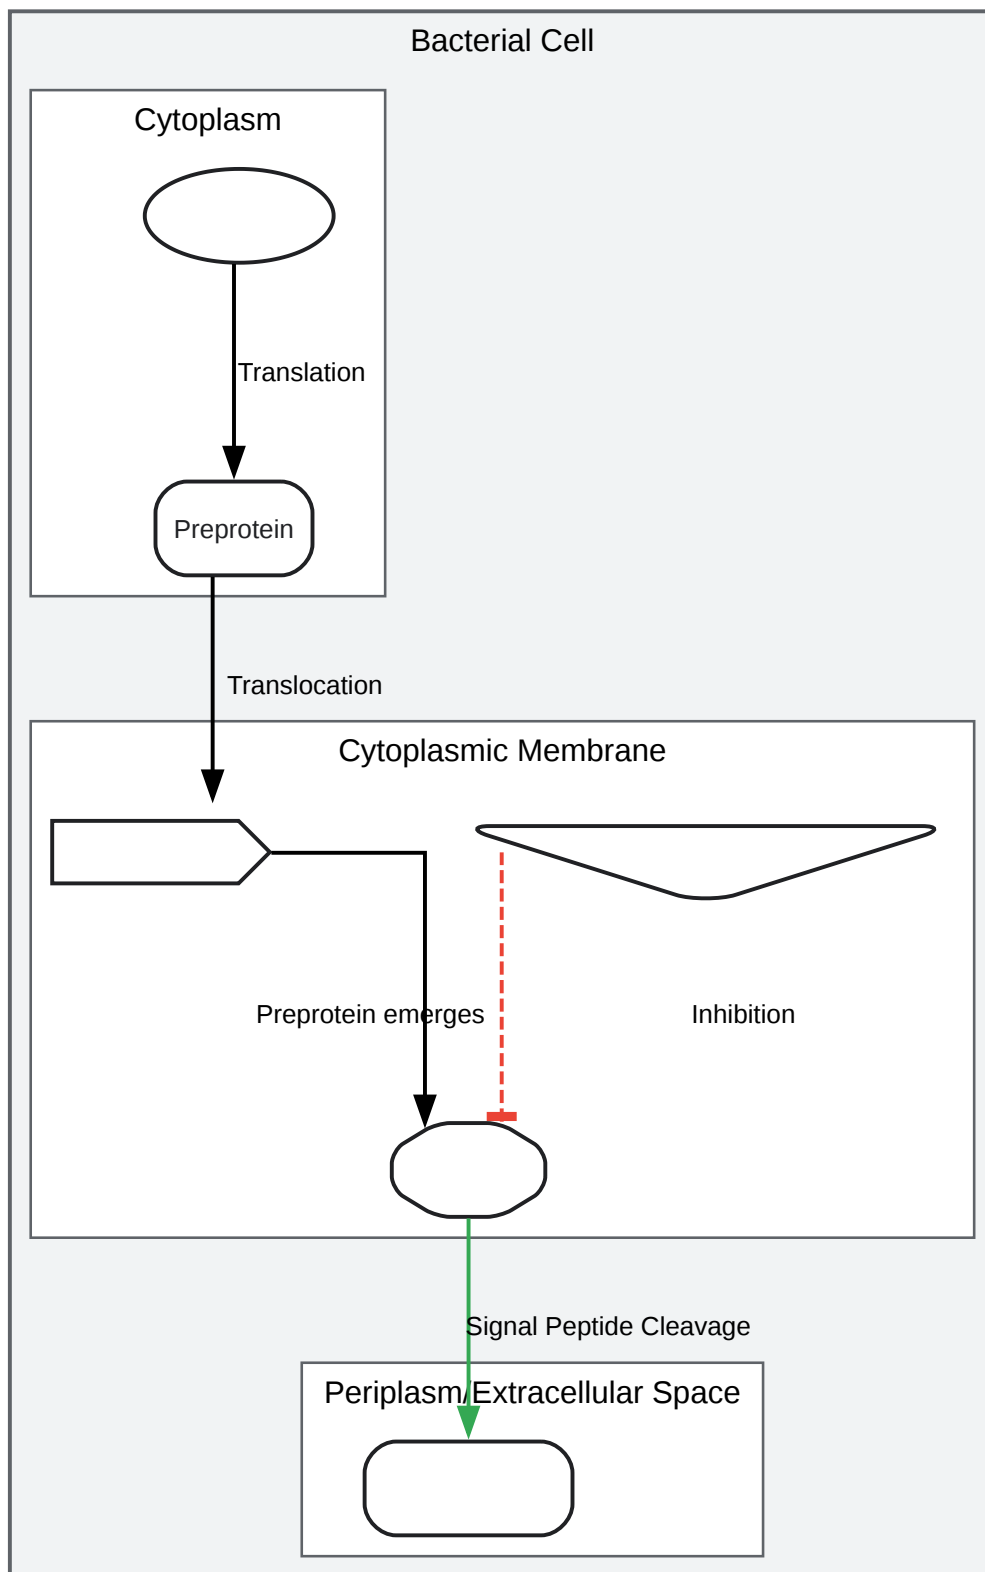 Bacterial Cell
Cytoplasm
Translation
Preprotein
Translocation
Cytoplasmic Membrane
Preprotein emerges
Inhibition
Signal Peptide Cleavage
Periplasm/Extracellular Space